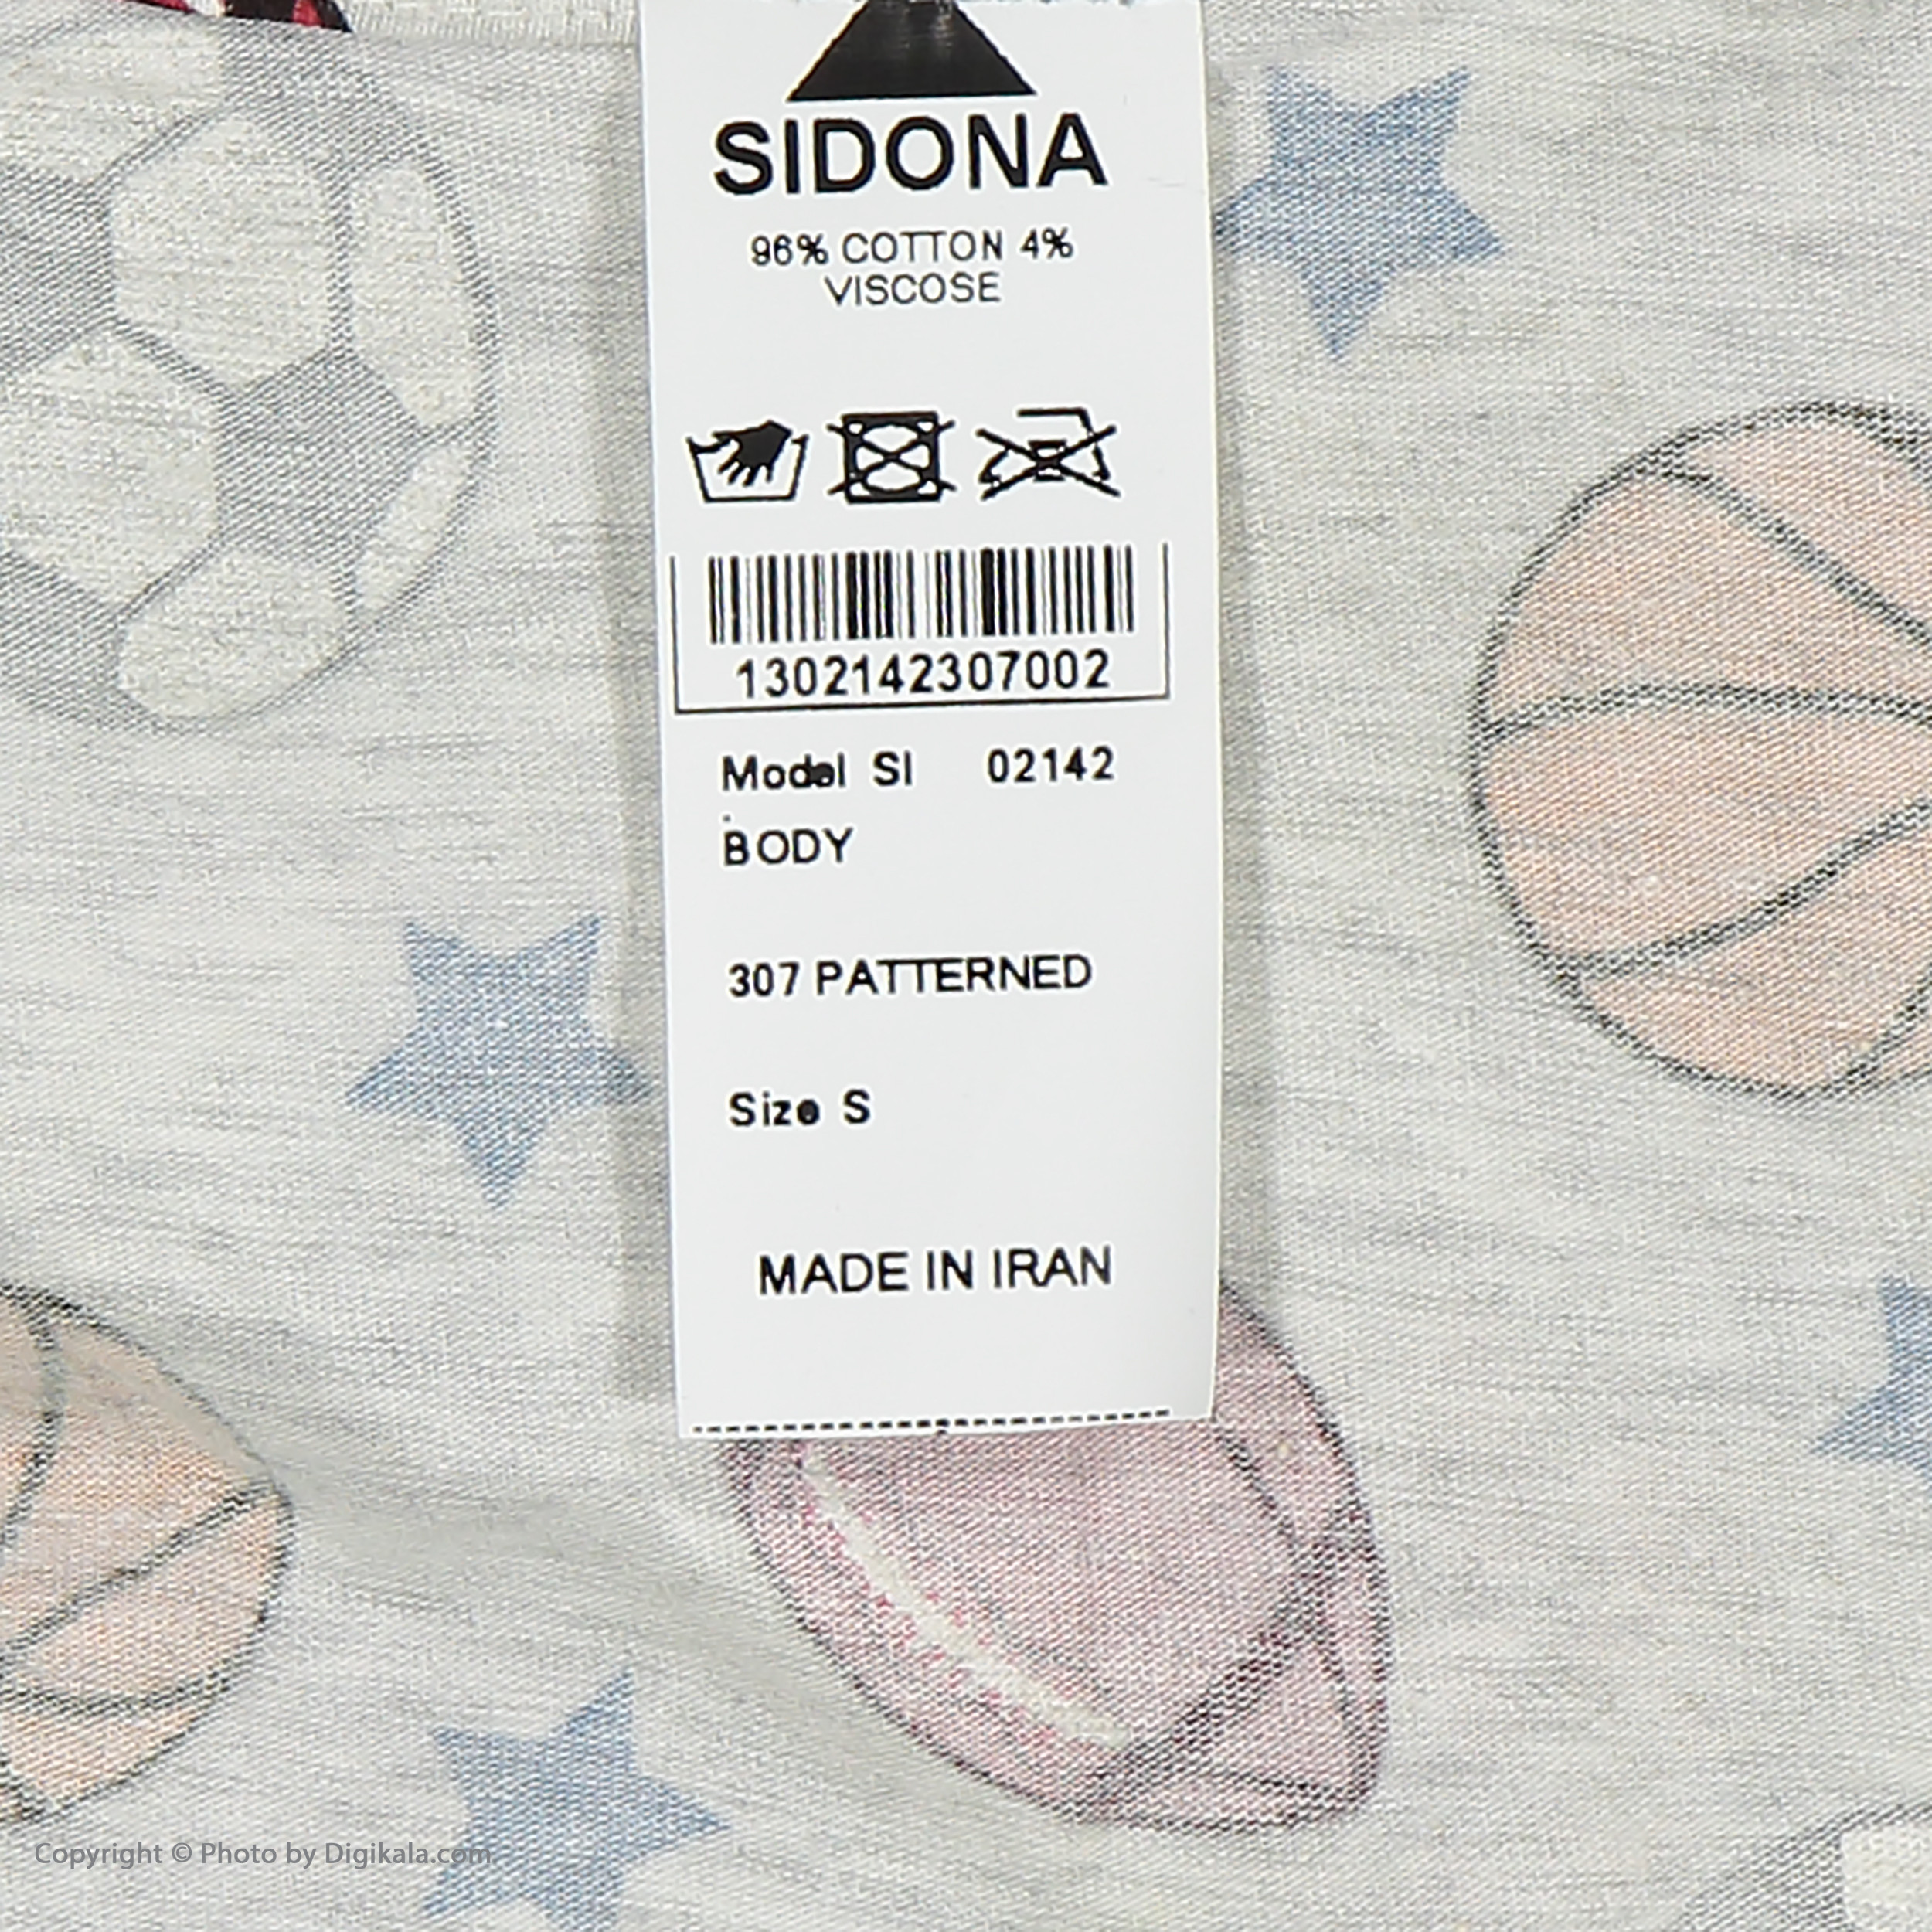 SIDONA
96% COTTON 4%
VISCOSE
1302142307002
Model SI 02142
BODY
307 PATTERNED
Size S
MADE IN IRAN
Copyright © Photo by Digikala.com